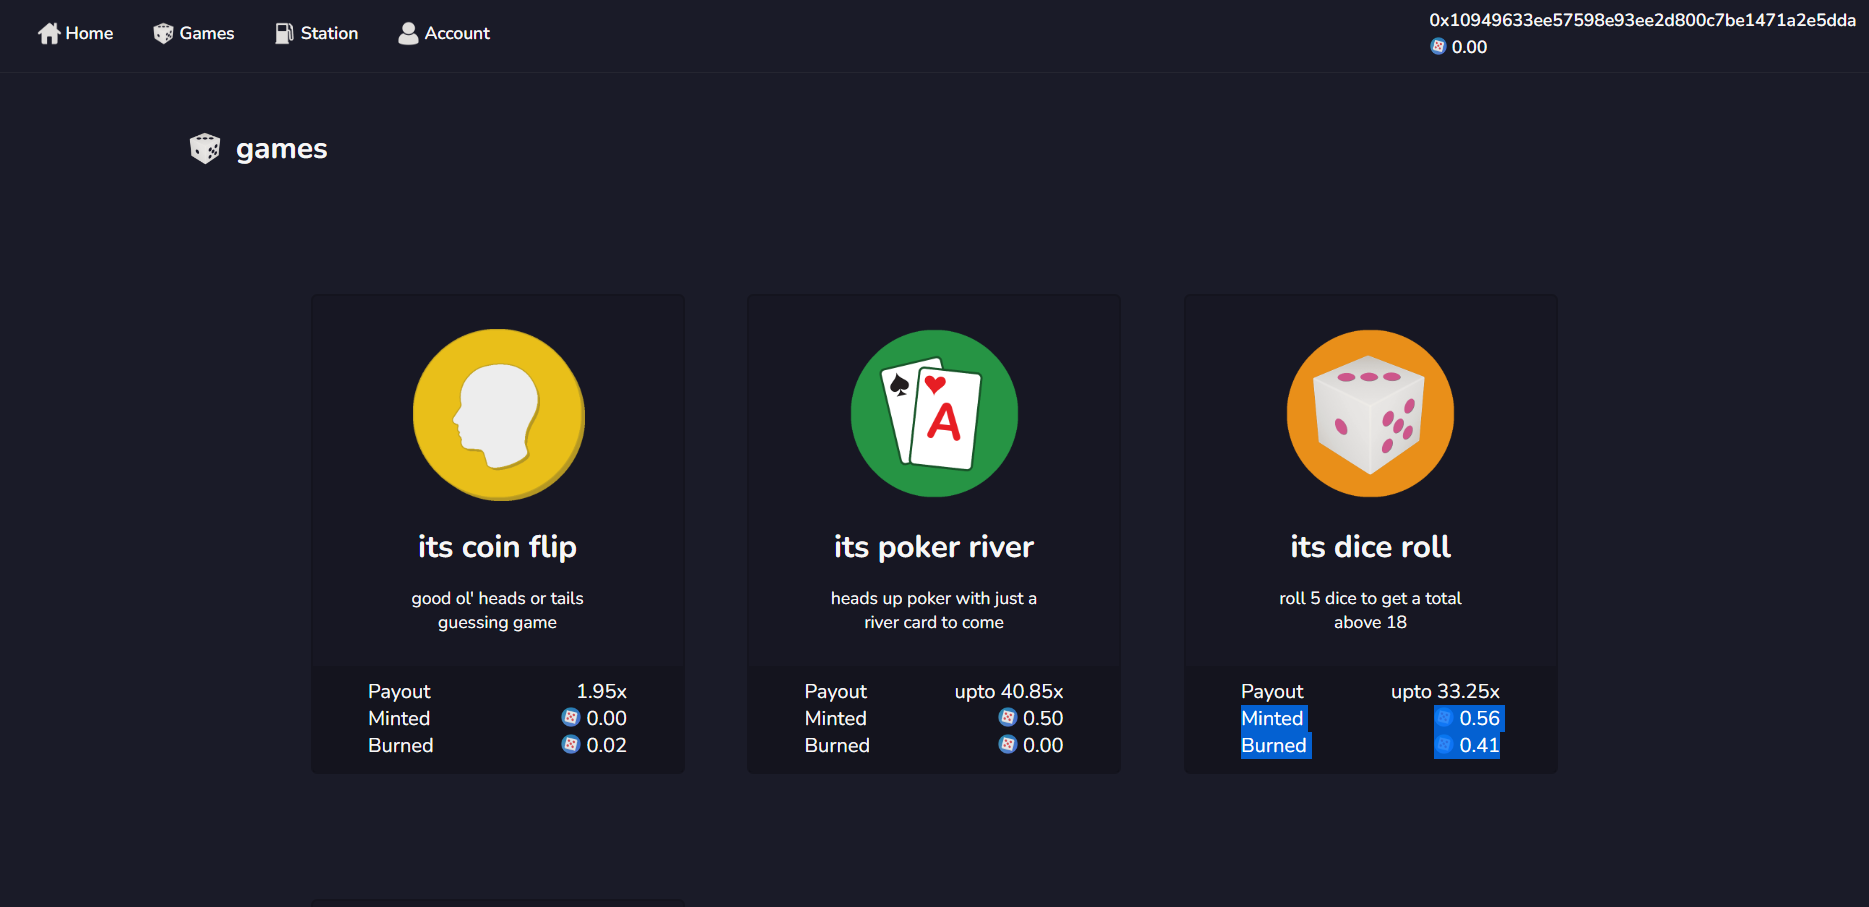 Home Games Station Account
0x10949633ee57598e93ee2d800c7be1471a2e5dda
0.00
games
A
its coin flip
good ol' heads or tails
guessing game
Payout 1.95x
Minted 0.00
Burned 0.02
its poker river
heads up poker with just a
river card to come
Payout upto 40.85x
Minted 0.50
Burned 0.00
its dice roll
roll 5 dice to get a total
above 18
Payout upto 33.25x
Minted 0.56
Burned 0.41